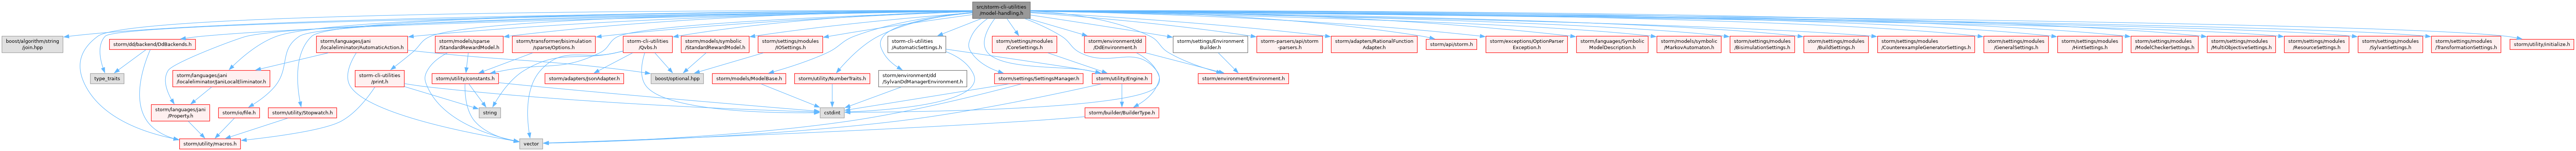 src/storm-cli-utilities
/model-handling.h
boost/algorithm/string
/join.hpp
storm/dd/backend/DdBackends.h
storm/languages/jani
/localeliminator/AutomaticAction.h
storm/models/sparse
/StandardRewardModel.h
storm/transformer/bisimulation
/sparse/Options.h
storm-cli-utilities
/Qvbs.h
storm/models/symbolic
/StandardRewardModel.h
storm/settings/modules
/IOSettings.h
storm-cli-utilities
/AutomaticSettings.h
storm/settings/modules
/CoreSettings.h
storm/environment/dd
/DdEnvironment.h
storm/settings/Environment
Builder.h
storm-parsers/api/storm
-parsers.h
storm/adapters/RationalFunction
Adapter.h
storm/api/storm.h
storm/exceptions/OptionParser
Exception.h
storm/languages/Symbolic
ModelDescription.h
storm/models/symbolic
/MarkovAutomaton.h
storm/settings/modules
/BisimulationSettings.h
storm/settings/modules
/BuildSettings.h
storm/settings/modules
/CounterexampleGeneratorSettings.h
storm/settings/modules
/GeneralSettings.h
storm/settings/modules
/HintSettings.h
storm/settings/modules
/ModelCheckerSettings.h
storm/settings/modules
/MultiObjectiveSettings.h
storm/settings/modules
/ResourceSettings.h
storm/settings/modules
/SylvanSettings.h
storm/settings/modules
/TransformationSettings.h
storm/utility/initialize.h
type_traits
storm/languages/jani
/localeliminator/JaniLocalEliminator.h
storm-cli-utilities
/print.h
storm/utility/constants.h
storm/adapters/JsonAdapter.h
boost/optional.hpp
storm/models/ModelBase.h
storm/utility/NumberTraits.h
storm/environment/dd
/SylvanDdManagerEnvironment.h
storm/settings/SettingsManager.h
storm/utility/Engine.h
storm/environment/Environment.h
storm/languages/jani
/Property.h
storm/io/file.h
storm/utility/Stopwatch.h
string
cstdint
storm/builder/BuilderType.h
storm/utility/macros.h
vector